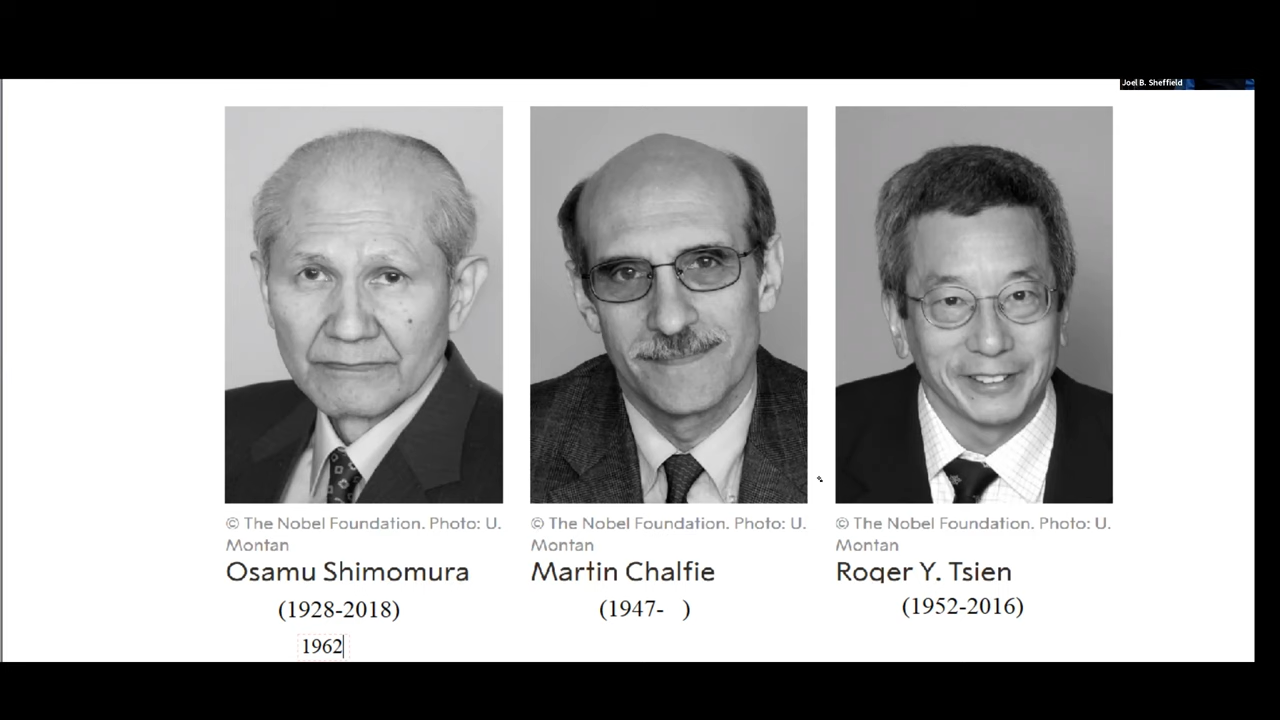 Joel B. Sheffield
© The Nobel Foundation. Photo: U.
Montan
Osamu Shimomura
(1928-2018)
1962
© The Nobel Foundation. Photo: U.
Montan
Martin Chalfie
(1947- )
© The Nobel Foundation. Photo: U.
Montan
Roger Y. Tsien
(1952-2016)